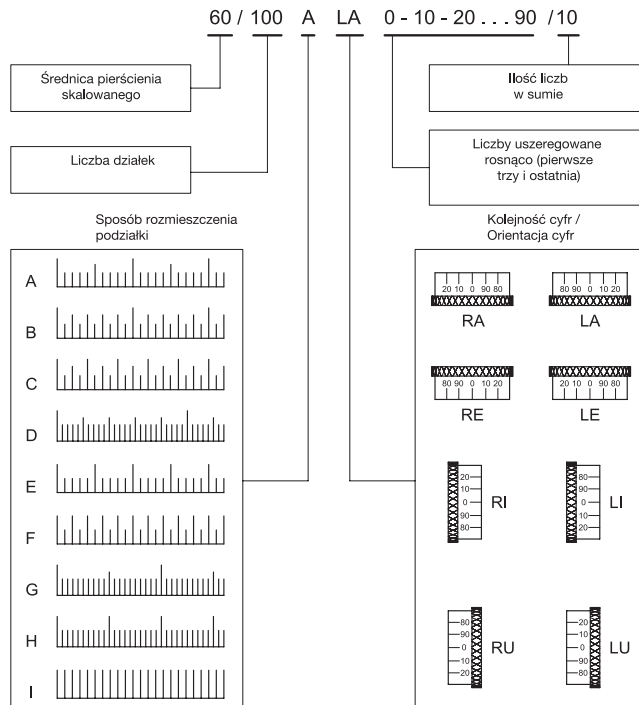 60 / 100 A LA 0 - 10 - 20 . . . 90 / 10
Średnica pierścienia
skalowanego
Ilość liczb
w sumie
Liczba działek
Liczby uszeregowane
rosnąco (pierwsze
trzy i ostatnia)
Sposób rozmieszczenia
podziałki
A
B
C
D
E
F
G
H
I
Kolejność cyfr /
Orientacja cyfr
20 10 0 90 80
RA
80 90 0 10 20
LA
80 90 0 10 20
RE
20 10 0 90 80
LE
20
10
0
90
80
RI
80
90
0
10
20
LI
80
90
0
10
20
RU
20
10
0
90
80
LU